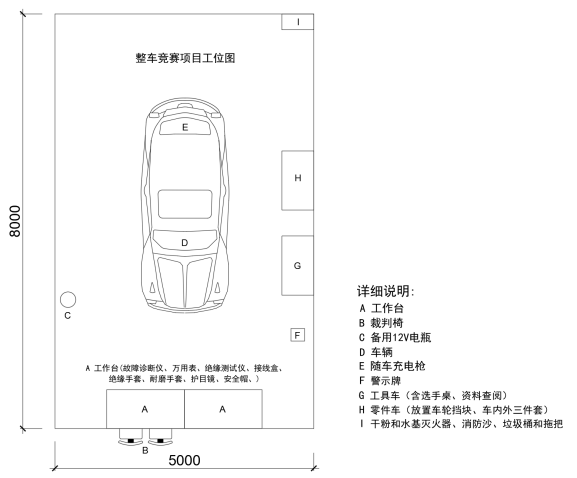 I
整车竞赛项目工位图
E
H
8000
D
G
C
F
A 工作台(故障诊断仪、万用表、绝缘测试仪、接线盒、
绝缘手套、耐磨手套、护目镜、安全帽、)
A
A
B
5000
详细说明:
A 工作台
B 裁判椅
C 备用12V电瓶
D 车辆
E 随车充电枪
F 警示牌
G 工具车（含选手桌、资料查阅）
H 零件车（放置车轮挡块、车内外三件套）
I 干粉和水基灭火器、消防沙、垃圾桶和拖把